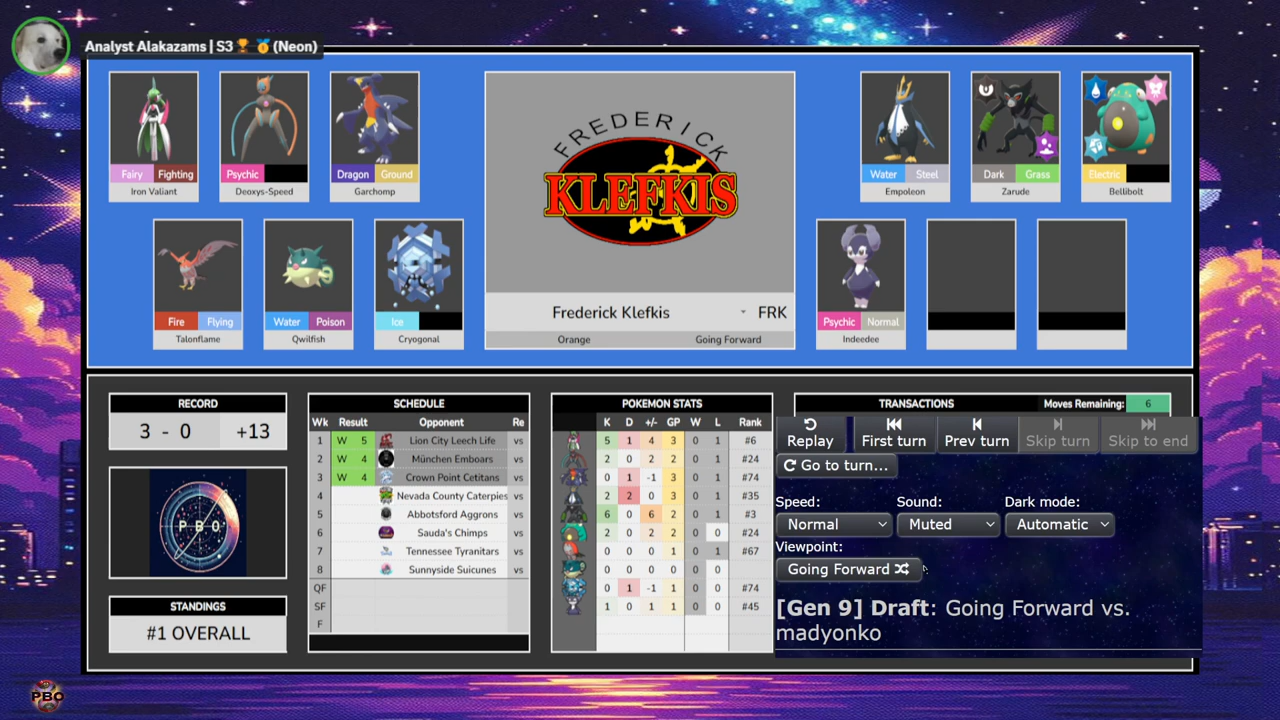 Analyst Alakazams | S3🏆🥇(Neon)
Fairy Fighting
Iron Valiant
Psychic
Deoxys-Speed
Dragon Ground
Garchomp
FREDERICK
KLEFKIS
Water Steel
Empoleon
Dark Grass
Zarude
Electric
Bellibolt
Fire Flying
Talonflame
Water Poison
Qwilfish
Ice
Cryogonal
Frederick Klefkis FRK
Orange Going Forward
Psychic Normal
Indeedee
RECORD
3 - 0 +13
PBO
STANDINGS
#1 OVERALL
SCHEDULE
Wk Result Opponent Re
1 W 5 Lion City Leech Life vs
2 W 4 München Emboars vs
3 W 4 Crown Point Cetitans vs
4 Nevada County Caterpies vs
5 Abbotsford Aggrons vs
6 Sauda's Chimps vs
7 Tennessee Tyranitars vs
8 Sunnyside Suicunes vs
QF
SF
F
POKEMON STATS
K D +/- GP W L Rank
5 1 4 3 0 1 #6
2 0 2 2 0 1 #24
0 1 -1 3 0 1 #74
2 2 0 3 0 1 #35
6 0 6 2 0 1 #3
2 0 2 2 0 0 #24
0 0 0 1 0 1 #67
0 0 0 0 0 0
0 1 -1 1 0 0 #74
1 0 1 1 0 0 #45
TRANSACTIONS Moves Remaining: 6
Replay First turn Prev turn Skip turn Skip to end
Go to turn...
Speed: Sound: Dark mode:
Normal Muted Automatic
Viewpoint:
Going Forward
[Gen 9] Draft: Going Forward vs.
madyonko
PBO